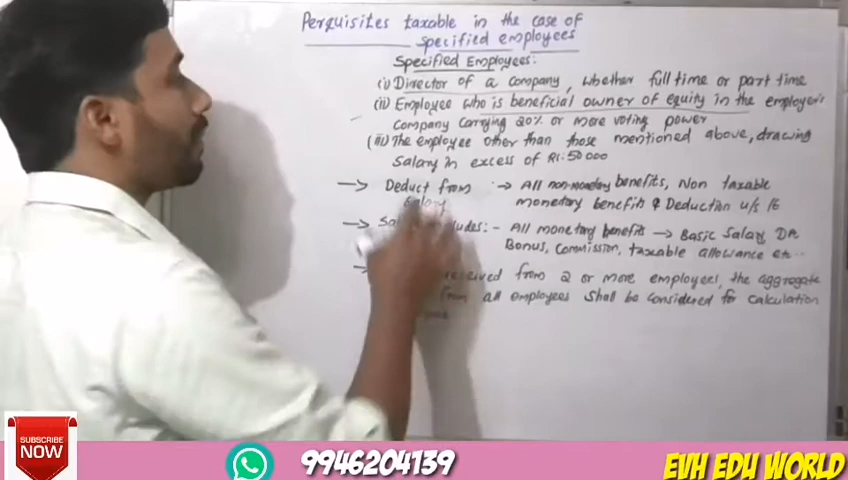 Perquisites taxable in the case of
specified employees
Specified Employees:
(i) Director of a company, whether full time or part time
(ii) Employee who is beneficial owner of equity in the employer's
company carrying 20% or more voting power
(iii) The employee other than those mentioned above, drawing
salary in excess of Rs. 50000
→ Deduct from :→ All non-monetary benefits, Non taxable
Salary monetary benefits & Deduction u/s 16
→ :- All monetary benefits → Basic Salary, DA
Bonus, Commission, taxable allowance etc..
→ received from 2 or more employees, the aggregate
from all employees shall be considered for calculation
SUBSCRIBE
NOW
9946204139
EVH EDU WORLD